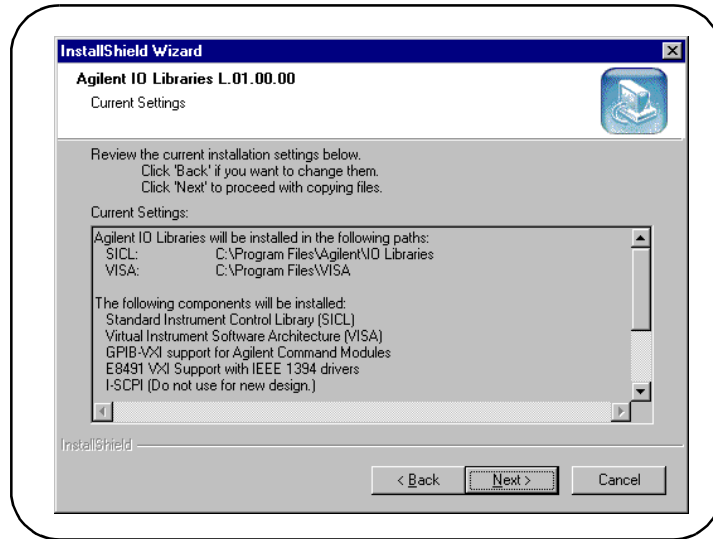 InstallShield Wizard
Agilent IO Libraries L.01.00.00
Current Settings
Review the current installation settings below.
Click 'Back' if you want to change them.
Click 'Next' to proceed with copying files.
Current Settings:
Agilent IO Libraries will be installed in the following paths:
SICL: C:\Program Files\Agilent\IO Libraries
VISA: C:\Program Files\VISA
The following components will be installed:
Standard Instrument Control Library (SICL)
Virtual Instrument Software Architecture (VISA)
GPIB-VXI support for Agilent Command Modules
E8491 VXI Support with IEEE 1394 drivers
I-SCPI (Do not use for new design.)
InstallShield
< Back Next > Cancel